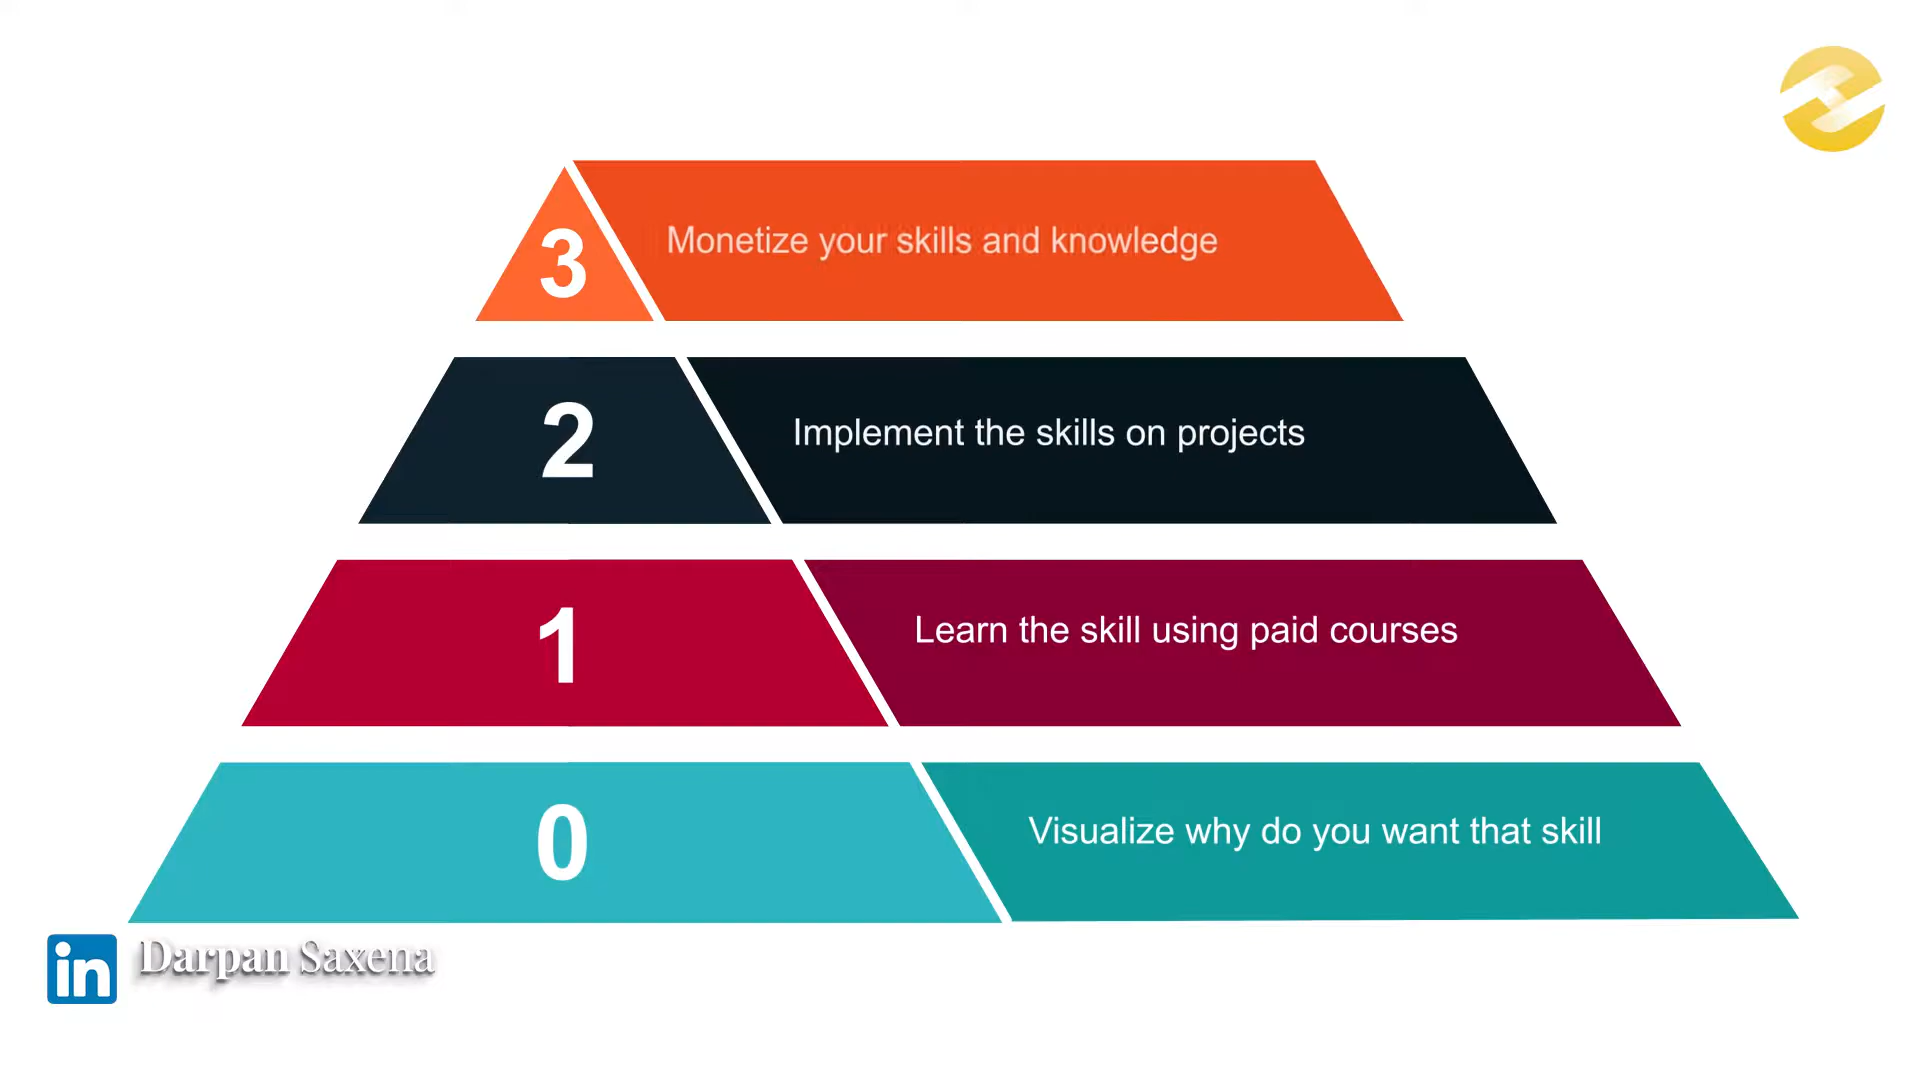 3 Monetize your skills and knowledge
2 Implement the skills on projects
1 Learn the skill using paid courses
0 Visualize why do you want that skill
in Darpan Saxena